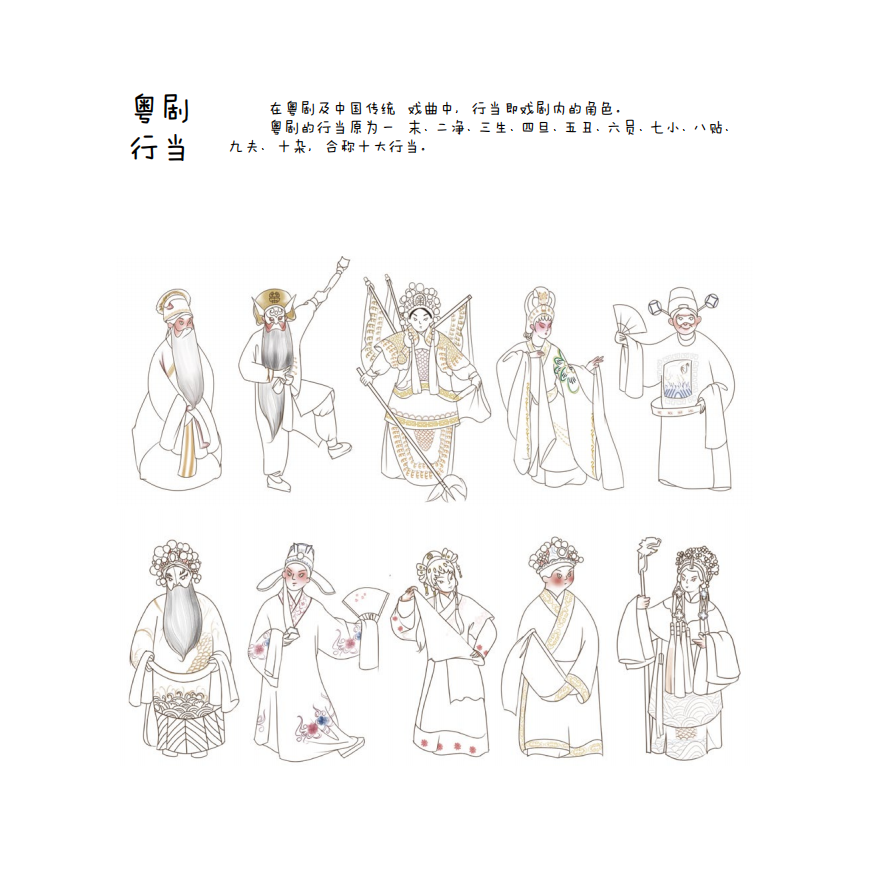 粤剧
行当
在粤剧及中国传统 戏曲中，行当即戏剧内的角色。
粤剧的行当原为一 末、二净、三生、四旦、五丑、六员、七小、八贴、
九夫、十杂，合称十大行当。